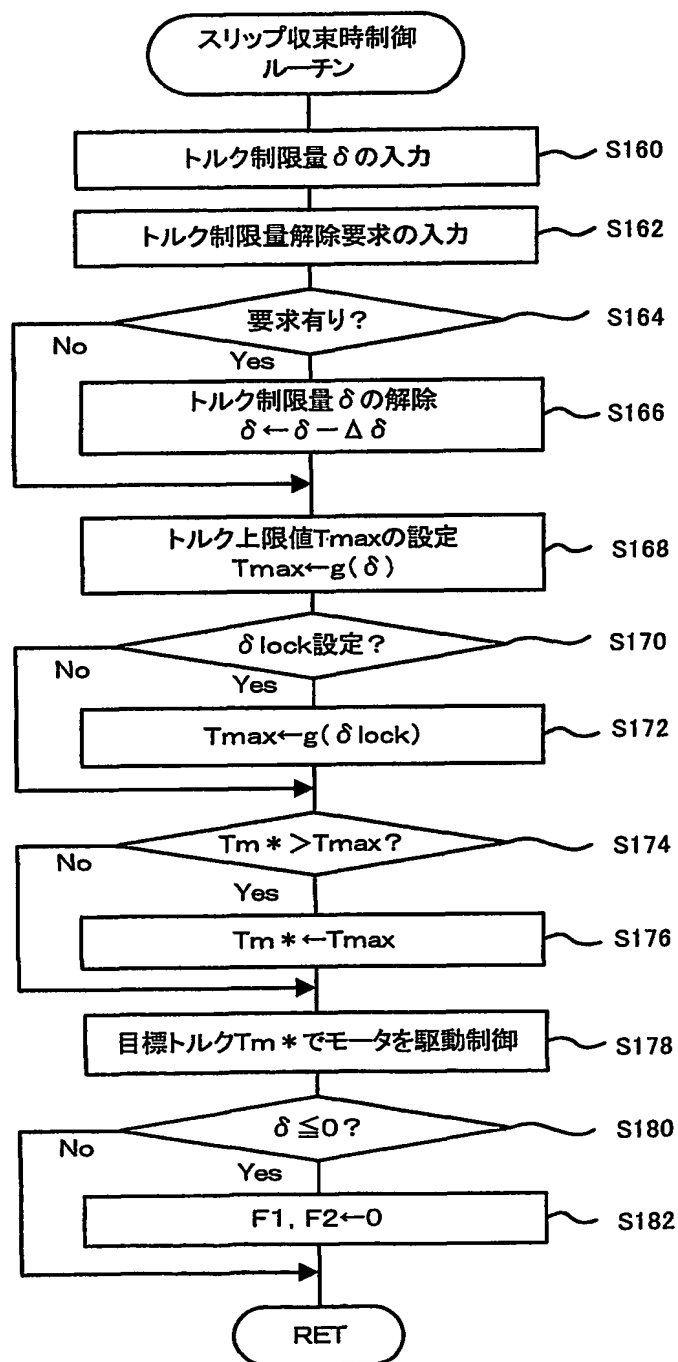 スリップ収束時制御
ルーチン
トルク制限量δの入力
S160
トルク制限量解除要求の入力
S162
要求有り?
S164
No
Yes
トルク制限量δの解除
δ←δ－Δδ
S166
トルク上限値Tmaxの設定
Tmax←g(δ)
S168
δlock設定?
S170
No
Yes
Tmax←g(δlock)
S172
Tm*>Tmax?
S174
No
Yes
Tm*←Tmax
S176
目標トルクTm*でモータを駆動制御
S178
δ≦0?
S180
No
Yes
F1, F2←0
S182
RET